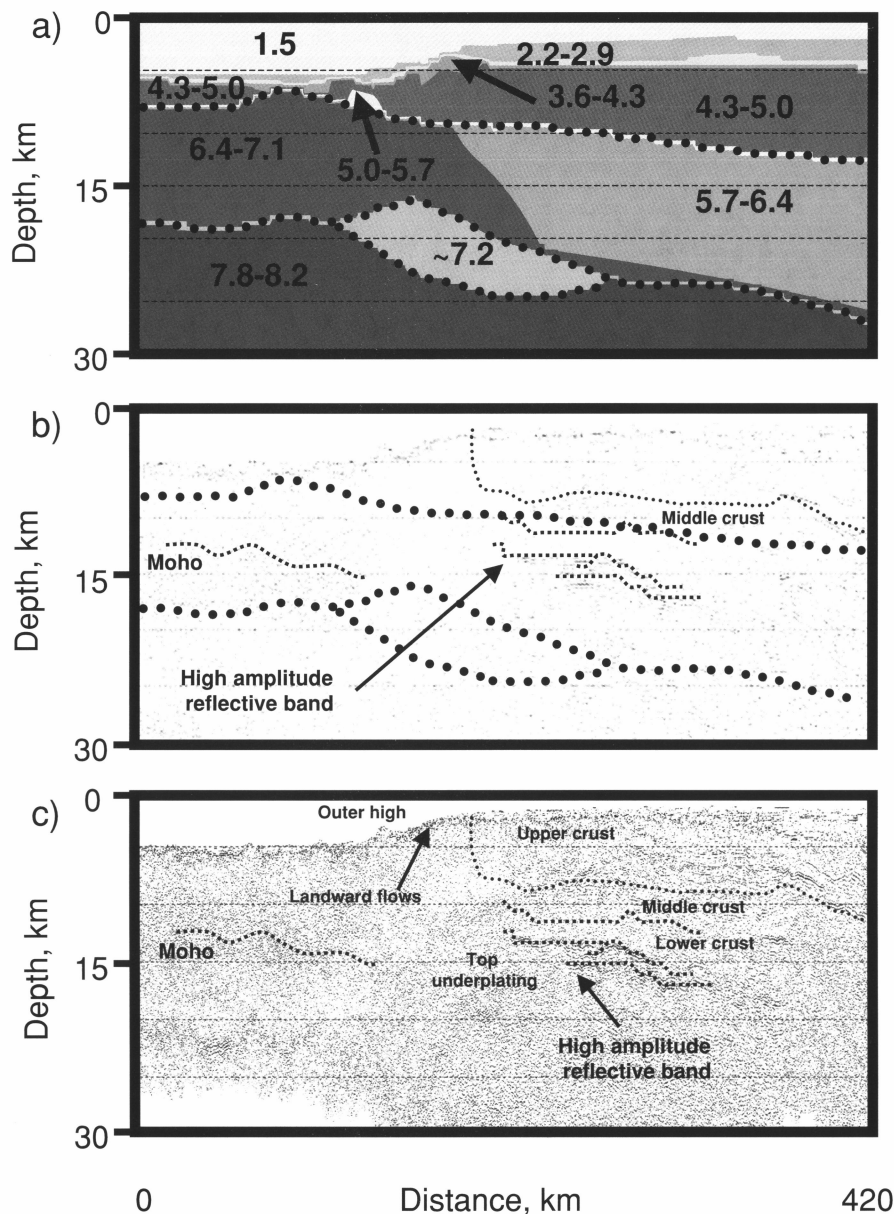 a)
0
1.5
2.2-2.9
4.3-5.0
3.6-4.3
4.3-5.0
6.4-7.1
5.0-5.7
15
5.7-6.4
~7.2
7.8-8.2
30
Depth, km
b)
0
Middle crust
Moho
15
High amplitude
reflective band
30
Depth, km
c)
0
Outer high
Upper crust
Landward flows
Middle crust
Moho
Lower crust
15
Top
underplating
High amplitude
reflective band
30
Depth, km
0
Distance, km
420